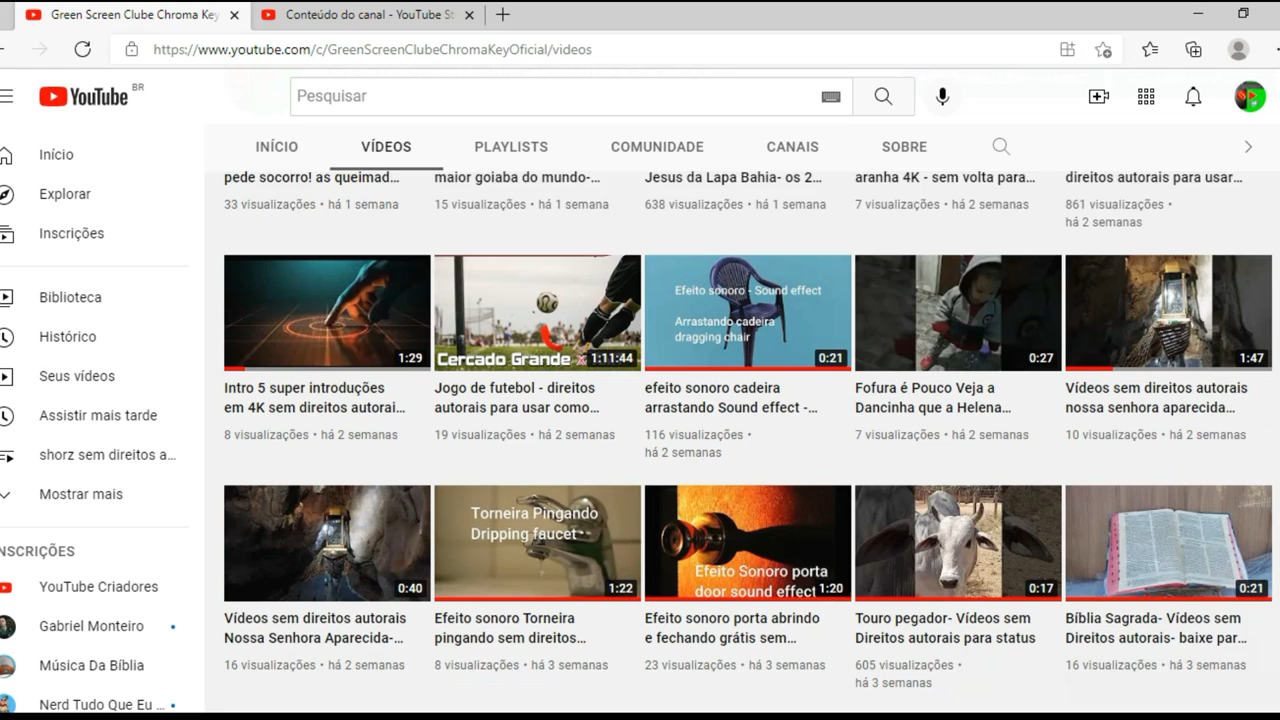 Green Screen Clube Chroma Key
Conteúdo do canal - YouTube St
https://www.youtube.com/c/GreenScreenClubeChromaKeyOficial/videos
YouTube BR
Pesquisar
INÍCIO VÍDEOS PLAYLISTS COMUNIDADE CANAIS SOBRE
Início
Explorar
Inscrições
Biblioteca
Histórico
Seus vídeos
Assistir mais tarde
shorz sem direitos a...
Mostrar mais
NSCRIÇÕES
YouTube Criadores
Gabriel Monteiro
Música Da Bíblia
Nerd Tudo Que Eu ...
pede socorro! as queimad...
33 visualizações • há 1 semana
maior goiaba do mundo-...
15 visualizações • há 1 semana
Jesus da Lapa Bahia- os 2...
638 visualizações • há 1 semana
aranha 4K - sem volta para...
7 visualizações • há 2 semanas
direitos autorais para usar...
861 visualizações •
há 2 semanas
1:29
Intro 5 super introduções
em 4K sem direitos autorai...
8 visualizações • há 2 semanas
Cercado Grande x
1:11:44
Jogo de futebol - direitos
autorais para usar como...
19 visualizações • há 2 semanas
Efeito sonoro - Sound effect
Arrastando cadeira
dragging chair
0:21
efeito sonoro cadeira
arrastando Sound effect -...
116 visualizações •
há 2 semanas
0:27
Fofura é Pouco Veja a
Dancinha que a Helena...
7 visualizações • há 2 semanas
1:47
Vídeos sem direitos autorais
nossa senhora aparecida...
10 visualizações • há 2 semanas
0:40
Vídeos sem direitos autorais
Nossa Senhora Aparecida-...
16 visualizações • há 2 semanas
Torneira Pingando
Dripping faucet
1:22
Efeito sonoro Torneira
pingando sem direitos...
8 visualizações • há 3 semanas
Efeito Sonoro porta
door sound effect
1:20
Efeito sonoro porta abrindo
e fechando grátis sem...
23 visualizações • há 3 semanas
0:17
Touro pegador- Vídeos sem
Direitos autorais para status
605 visualizações •
há 3 semanas
0:21
Bíblia Sagrada- Vídeos sem
Direitos autorais- baixe par...
16 visualizações • há 3 semanas